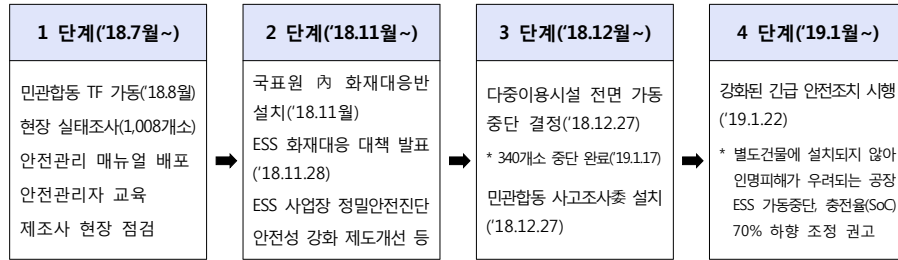 1 단계('18.7월~)
민관합동 TF 가동('18.8월)
현장 실태조사(1,008개소)
안전관리 매뉴얼 배포
안전관리자 교육
제조사 현장 점검
2 단계('18.11월~)
국표원 內 화재대응반
설치('18.11월)
ESS 화재대응 대책 발표
('18.11.28)
ESS 사업장 정밀안전진단
안전성 강화 제도개선 등
3 단계('18.12월~)
다중이용시설 전면 가동
중단 결정('18.12.27)
* 340개소 중단 완료('19.1.17)
민관합동 사고조사委 설치
('18.12.27)
4 단계('19.1월~)
강화된 긴급 안전조치 시행
('19.1.22)
* 별도건물에 설치되지 않아
인명피해가 우려되는 공장
ESS 가동중단, 충전율(SoC)
70% 하향 조정 권고